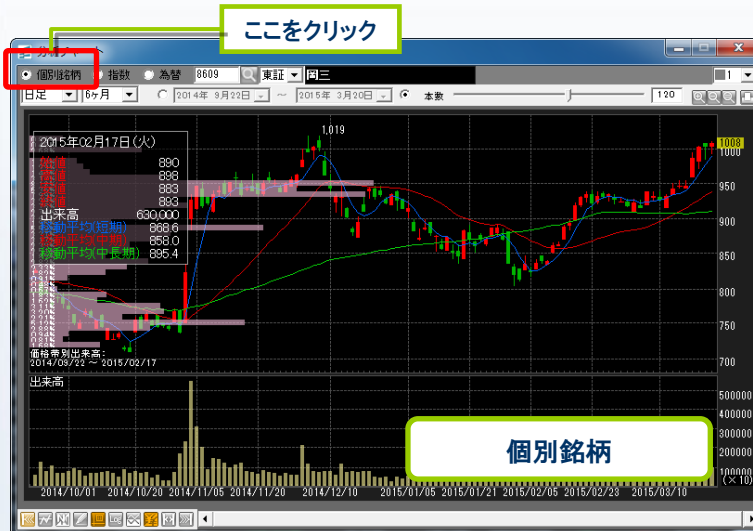 ここをクリック
分析チャート
個別銘柄 指数 為替 8609 東証 岡三 1
日足 6ヶ月 2014年 9月22日 ～ 2015年 3月20日 本数 120
1,019
2015年02月17日(火)
始値 890
高値 898
安値 883
終値 893
出来高 630,000
移動平均(短期) 868.6
移動平均(中期) 858.0
移動平均(中長期) 895.4
1008
1000
950
900
850
800
750
700
価格帯別出来高:
2014/09/22 ～ 2015/02/17
出来高
500000
400000
300000
200000
100000
(×10)
個別銘柄
2014/10/01 2014/10/20 2014/11/05 2014/11/20 2014/12/10 2015/01/05 2015/01/21 2015/02/05 2015/02/23 2015/03/10